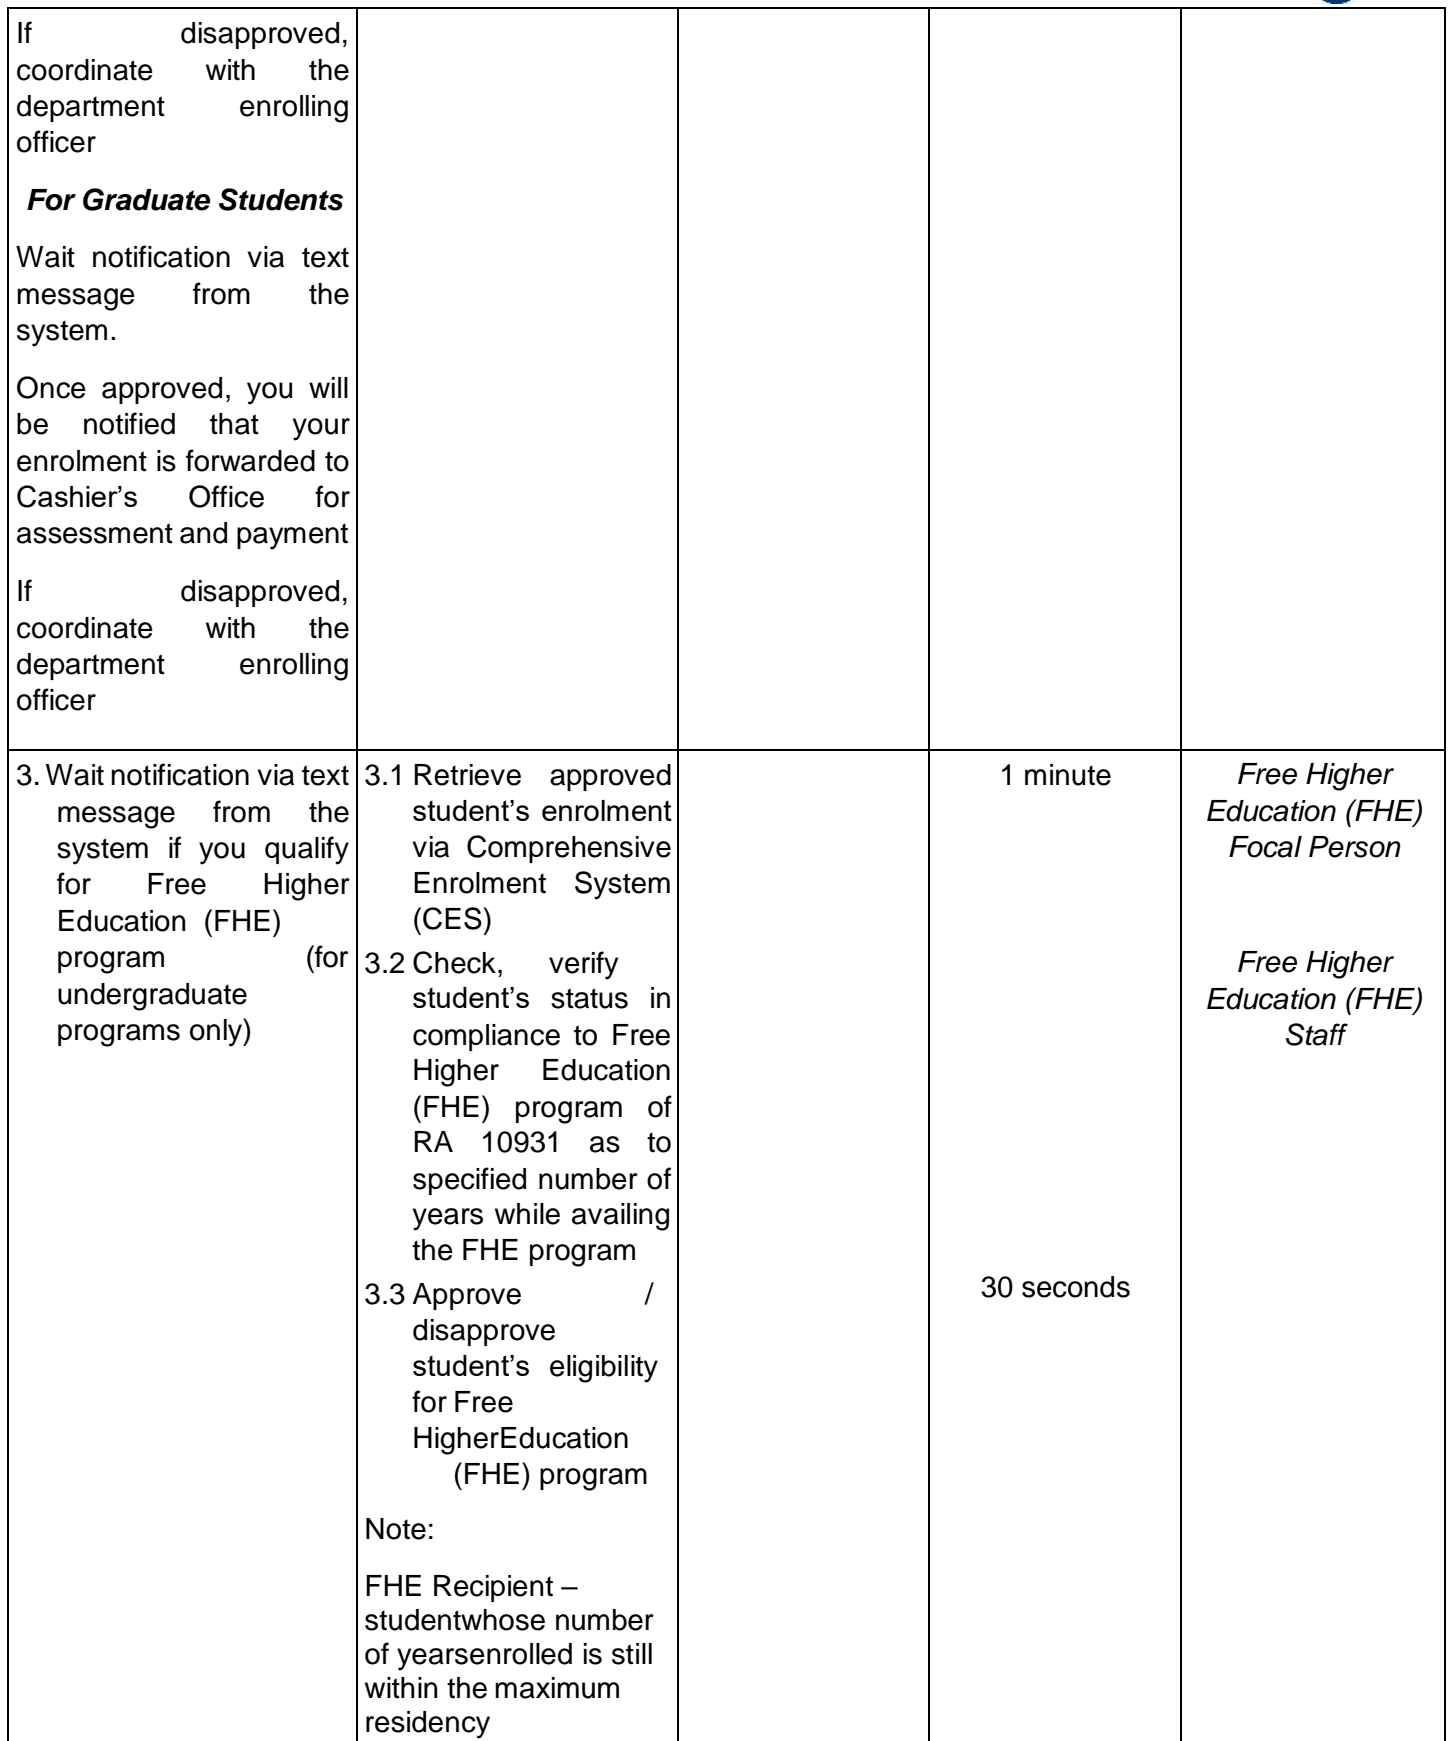 If disapproved,
coordinate with the
department enrolling
officer
For Graduate Students
Wait notification via text
message from the
system.
Once approved, you will
be notified that your
enrolment is forwarded to
Cashier’s Office for
assessment and payment
If disapproved,
coordinate with the
department enrolling
officer
3. Wait notification via text
message from the
system if you qualify
for Free Higher
Education (FHE)
program (for
undergraduate
programs only)
3.1 Retrieve approved
student’s enrolment
via Comprehensive
Enrolment System
(CES)
3.2 Check, verify
student’s status in
compliance to Free
Higher Education
(FHE) program of
RA 10931 as to
specified number of
years while availing
the FHE program
3.3 Approve /
disapprove
student’s eligibility
for Free
HigherEducation
(FHE) program
Note:
FHE Recipient –
studentwhose number
of yearsenrolled is still
within the maximum
residency
1 minute
30 seconds
Free Higher
Education (FHE)
Focal Person
Free Higher
Education (FHE)
Staff